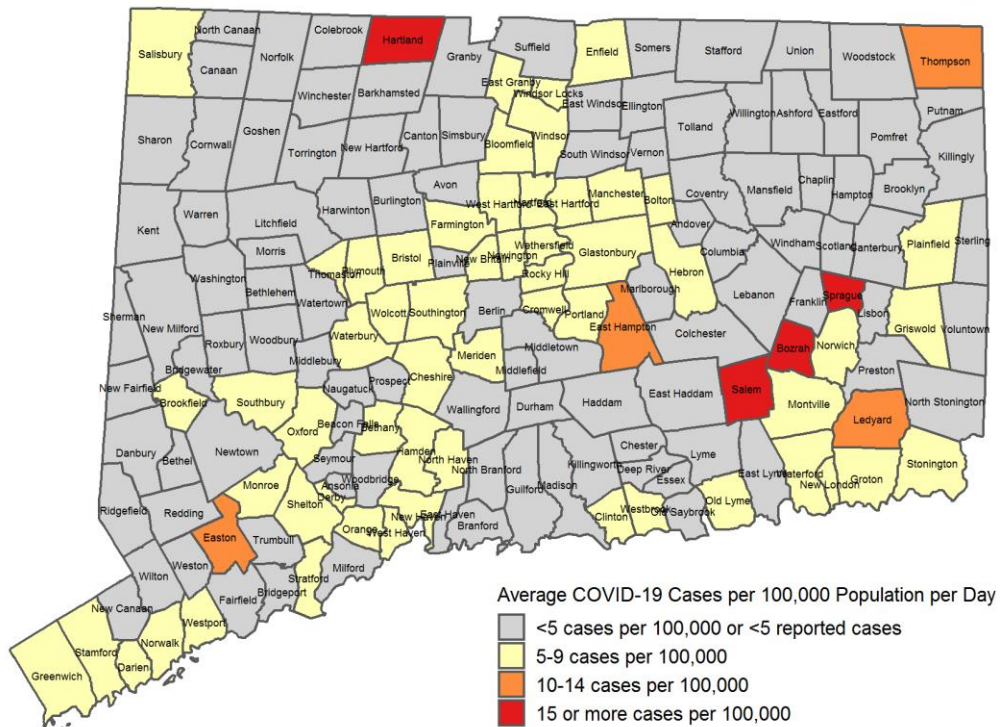 North Canaan
Colebrook
Hartland
Suffield
Enfield
Somers
Stafford
Union
Woodstock
Thompson
Salisbury
Canaan
Norfolk
Granby
East Granby
Windsor Locks
Winchester
Barkhamsted
East Windsor
Ellington
Willington
Ashford
Eastford
Putnam
Sharon
Cornwall
Goshen
Torrington
New Hartford
Canton
Simsbury
Bloomfield
Windsor
South Windsor
Vernon
Tolland
Pomfret
Killingly
Avon
Mansfield
Chaplin
Hampton
Brooklyn
Kent
Warren
Litchfield
Harwinton
Burlington
West Hartford
Hartford
East Hartford
Manchester
Bolton
Coventry
Andover
Farmington
Morris
Washington
Bethlehem
Watertown
Thomaston
Plymouth
Bristol
Plainville
New Britain
Newington
Wethersfield
Rocky Hill
Glastonbury
Hebron
Columbia
Windham
Scotland
Canterbury
Plainfield
Sterling
Sherman
New Milford
Roxbury
Woodbury
Waterbury
Wolcott
Southington
Berlin
Cromwell
Portland
Marlborough
East Hampton
Colchester
Lebanon
Franklin
Sprague
Lisbon
Griswold
Voluntown
Bridgewater
Middlebury
Meriden
Middletown
Middlefield
Bozrah
Norwich
Preston
New Fairfield
Brookfield
Southbury
Naugatuck
Prospect
Cheshire
Wallingford
Durham
Haddam
East Haddam
Salem
Montville
Ledyard
North Stonington
Oxford
Beacon Falls
Bethany
Hamden
Danbury
Bethel
Newtown
Seymour
Woodbridge
North Haven
North Branford
Killingworth
Chester
Deep River
Essex
Lyme
East Lyme
Waterford
New London
Groton
Stonington
Ansonia
Derby
Monroe
Shelton
Ridgefield
Redding
Guilford
Madison
Clinton
Westbrook
Old Saybrook
Old Lyme
Easton
Trumbull
Orange
New Haven
West Haven
East Haven
Branford
Wilton
Weston
Stratford
Milford
Bridgeport
Fairfield
New Canaan
Westport
Norwalk
Darien
Stamford
Greenwich
Average COVID-19 Cases per 100,000 Population per Day
<5 cases per 100,000 or <5 reported cases
5-9 cases per 100,000
10-14 cases per 100,000
15 or more cases per 100,000